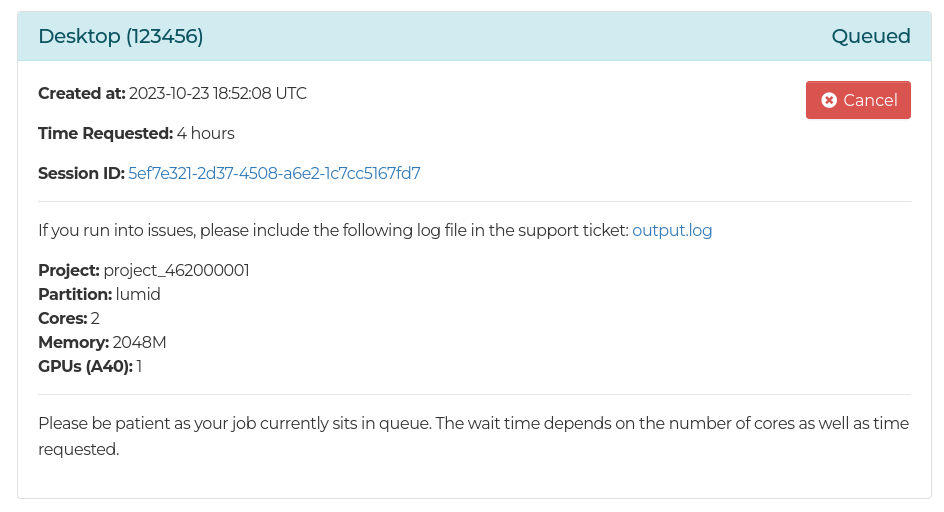 Desktop (123456)
Queued
Created at: 2023-10-23 18:52:08 UTC
Cancel
Time Requested: 4 hours
Session ID: 5ef7e321-2d37-4508-a6e2-1c7cc5167fd7
If you run into issues, please include the following log file in the support ticket: output.log
Project: project_462000001
Partition: lumid
Cores: 2
Memory: 2048M
GPUs (A40): 1
Please be patient as your job currently sits in queue. The wait time depends on the number of cores as well as time
requested.